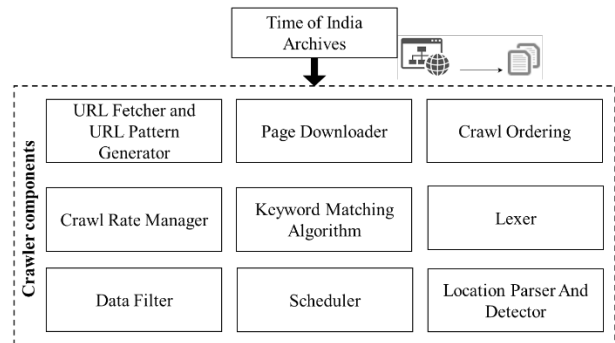 Time of India
Archives
Crawler components
URL Fetcher and
URL Pattern
Generator
Page Downloader
Crawl Ordering
Crawl Rate Manager
Keyword Matching
Algorithm
Lexer
Data Filter
Scheduler
Location Parser And
Detector